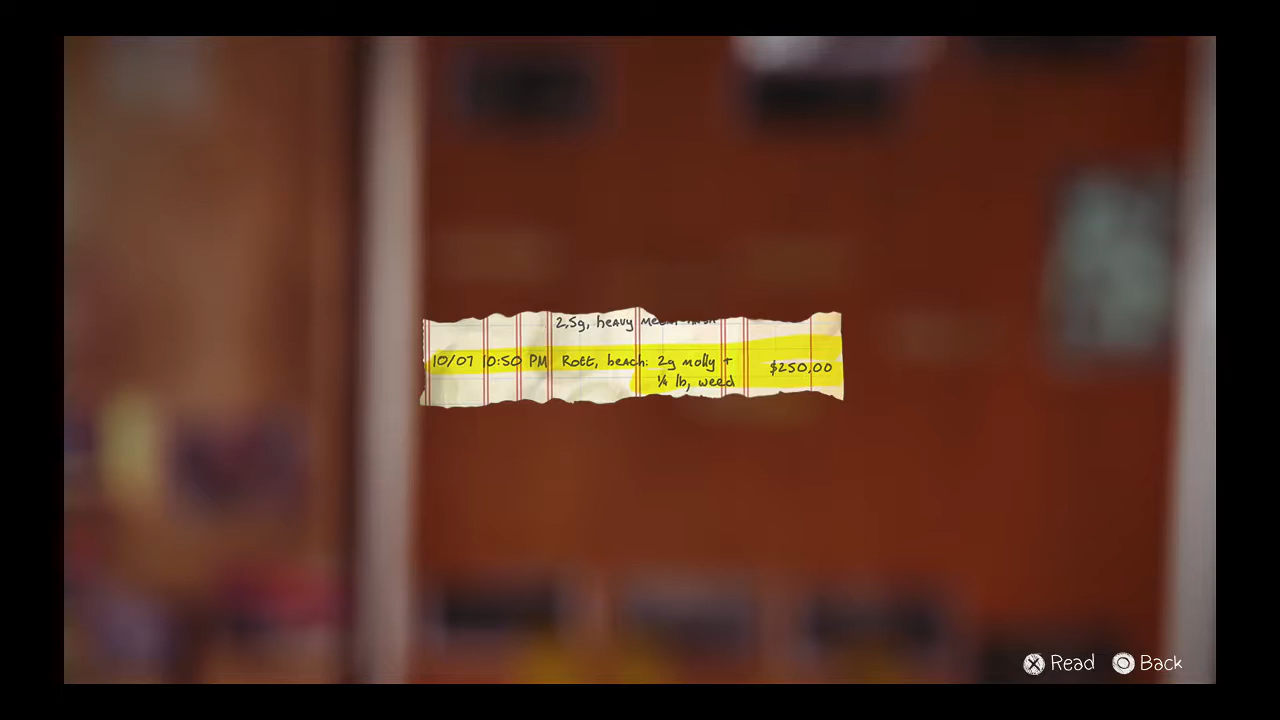 2.5g, heavy
10/07 10:50 PM Rott, beach: 2g molly + $250.00
¼ lb, weed
Read Back